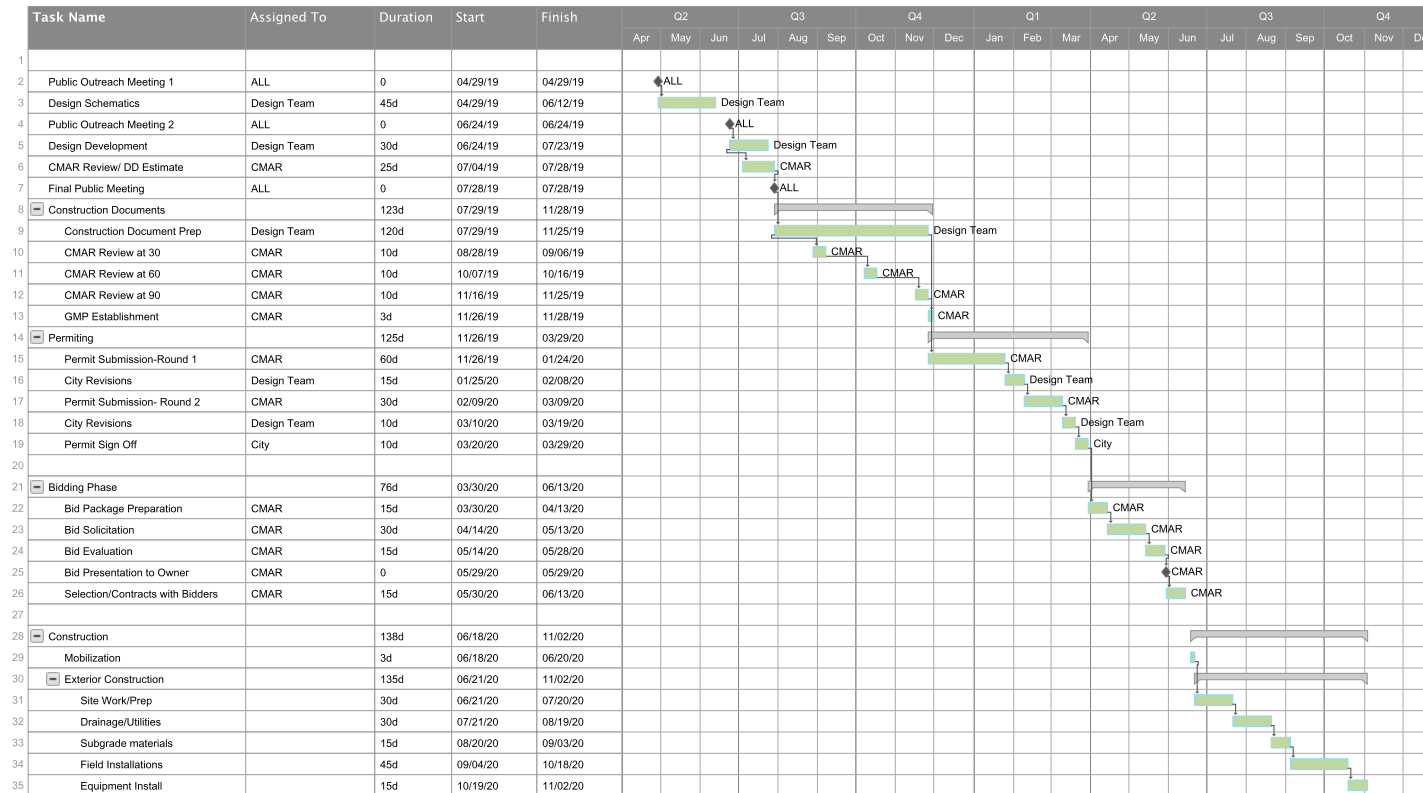 Task Name Assigned To Duration Start Finish Q2 Q3 Q4 Q1 Q2 Q3 Q4
Apr May Jun Jul Aug Sep Oct Nov Dec Jan Feb Mar Apr May Jun Jul Aug Sep Oct Nov
1
2 Public Outreach Meeting 1 ALL 0 04/29/19 04/29/19 ALL
3 Design Schematics Design Team 45d 04/29/19 06/12/19 Design Team
4 Public Outreach Meeting 2 ALL 0 06/24/19 06/24/19 ALL
5 Design Development Design Team 30d 06/24/19 07/23/19 Design Team
6 CMAR Review/ DD Estimate CMAR 25d 07/04/19 07/28/19 CMAR
7 Final Public Meeting ALL 0 07/28/19 07/28/19 ALL
8 Construction Documents 123d 07/29/19 11/28/19
9 Construction Document Prep Design Team 120d 07/29/19 11/25/19 Design Team
10 CMAR Review at 30 CMAR 10d 08/28/19 09/06/19 CMAR
11 CMAR Review at 60 CMAR 10d 10/07/19 10/16/19 CMAR
12 CMAR Review at 90 CMAR 10d 11/16/19 11/25/19 CMAR
13 GMP Establishment CMAR 3d 11/26/19 11/28/19 CMAR
14 Permiting 125d 11/26/19 03/29/20
15 Permit Submission-Round 1 CMAR 60d 11/26/19 01/24/20 CMAR
16 City Revisions Design Team 15d 01/25/20 02/08/20 Design Team
17 Permit Submission- Round 2 CMAR 30d 02/09/20 03/09/20 CMAR
18 City Revisions Design Team 10d 03/10/20 03/19/20 Design Team
19 Permit Sign Off City 10d 03/20/20 03/29/20 City
20
21 Bidding Phase 76d 03/30/20 06/13/20
22 Bid Package Preparation CMAR 15d 03/30/20 04/13/20 CMAR
23 Bid Solicitation CMAR 30d 04/14/20 05/13/20 CMAR
24 Bid Evaluation CMAR 15d 05/14/20 05/28/20 CMAR
25 Bid Presentation to Owner CMAR 0 05/29/20 05/29/20 CMAR
26 Selection/Contracts with Bidders CMAR 15d 05/30/20 06/13/20 CMAR
27
28 Construction 138d 06/18/20 11/02/20
29 Mobilization 3d 06/18/20 06/20/20
30 Exterior Construction 135d 06/21/20 11/02/20
31 Site Work/Prep 30d 06/21/20 07/20/20
32 Drainage/Utilities 30d 07/21/20 08/19/20
33 Subgrade materials 15d 08/20/20 09/03/20
34 Field Installations 45d 09/04/20 10/18/20
35 Equipment Install 15d 10/19/20 11/02/20